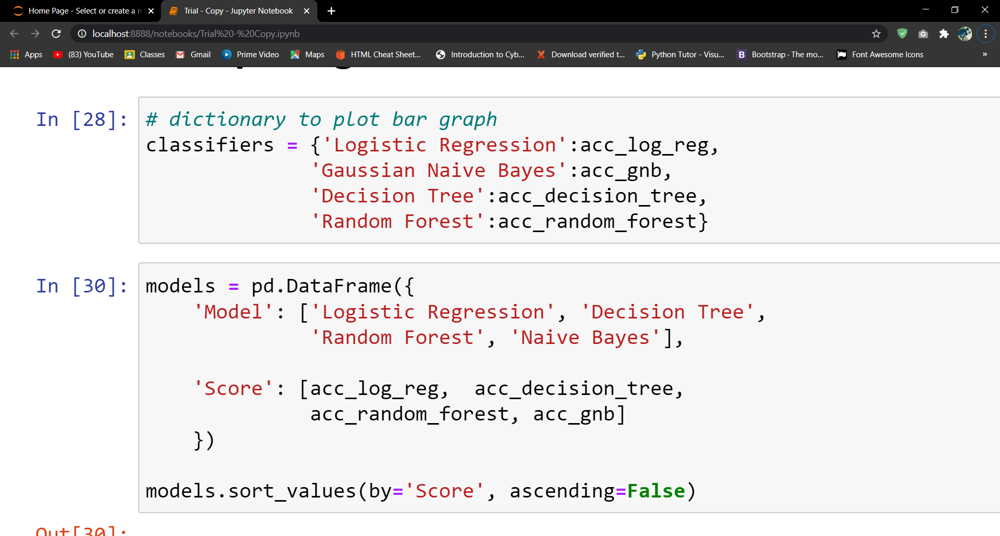 Home Page - Select or create a n
Trial - Copy - Jupyter Notebook
localhost:8888/notebooks/Trial%20-%20Copy.ipynb
Apps
(83) YouTube
Classes
Gmail
Prime Video
Maps
HTML Cheat Sheet...
Introduction to Cyb...
Download verified t...
Python Tutor - Visu...
B Bootstrap · The mo...
Font Awesome Icons
»
In [28]:
# dictionary to plot bar graph
classifiers = {'Logistic Regression':acc_log_reg,
'Gaussian Naive Bayes':acc_gnb,
'Decision Tree':acc_decision_tree,
'Random Forest':acc_random_forest}
In [30]:
models = pd.DataFrame({
'Model': ['Logistic Regression', 'Decision Tree',
'Random Forest', 'Naive Bayes'],
'Score': [acc_log_reg,  acc_decision_tree,
acc_random_forest, acc_gnb]
})
models.sort_values(by='Score', ascending=False)
Out[30]: